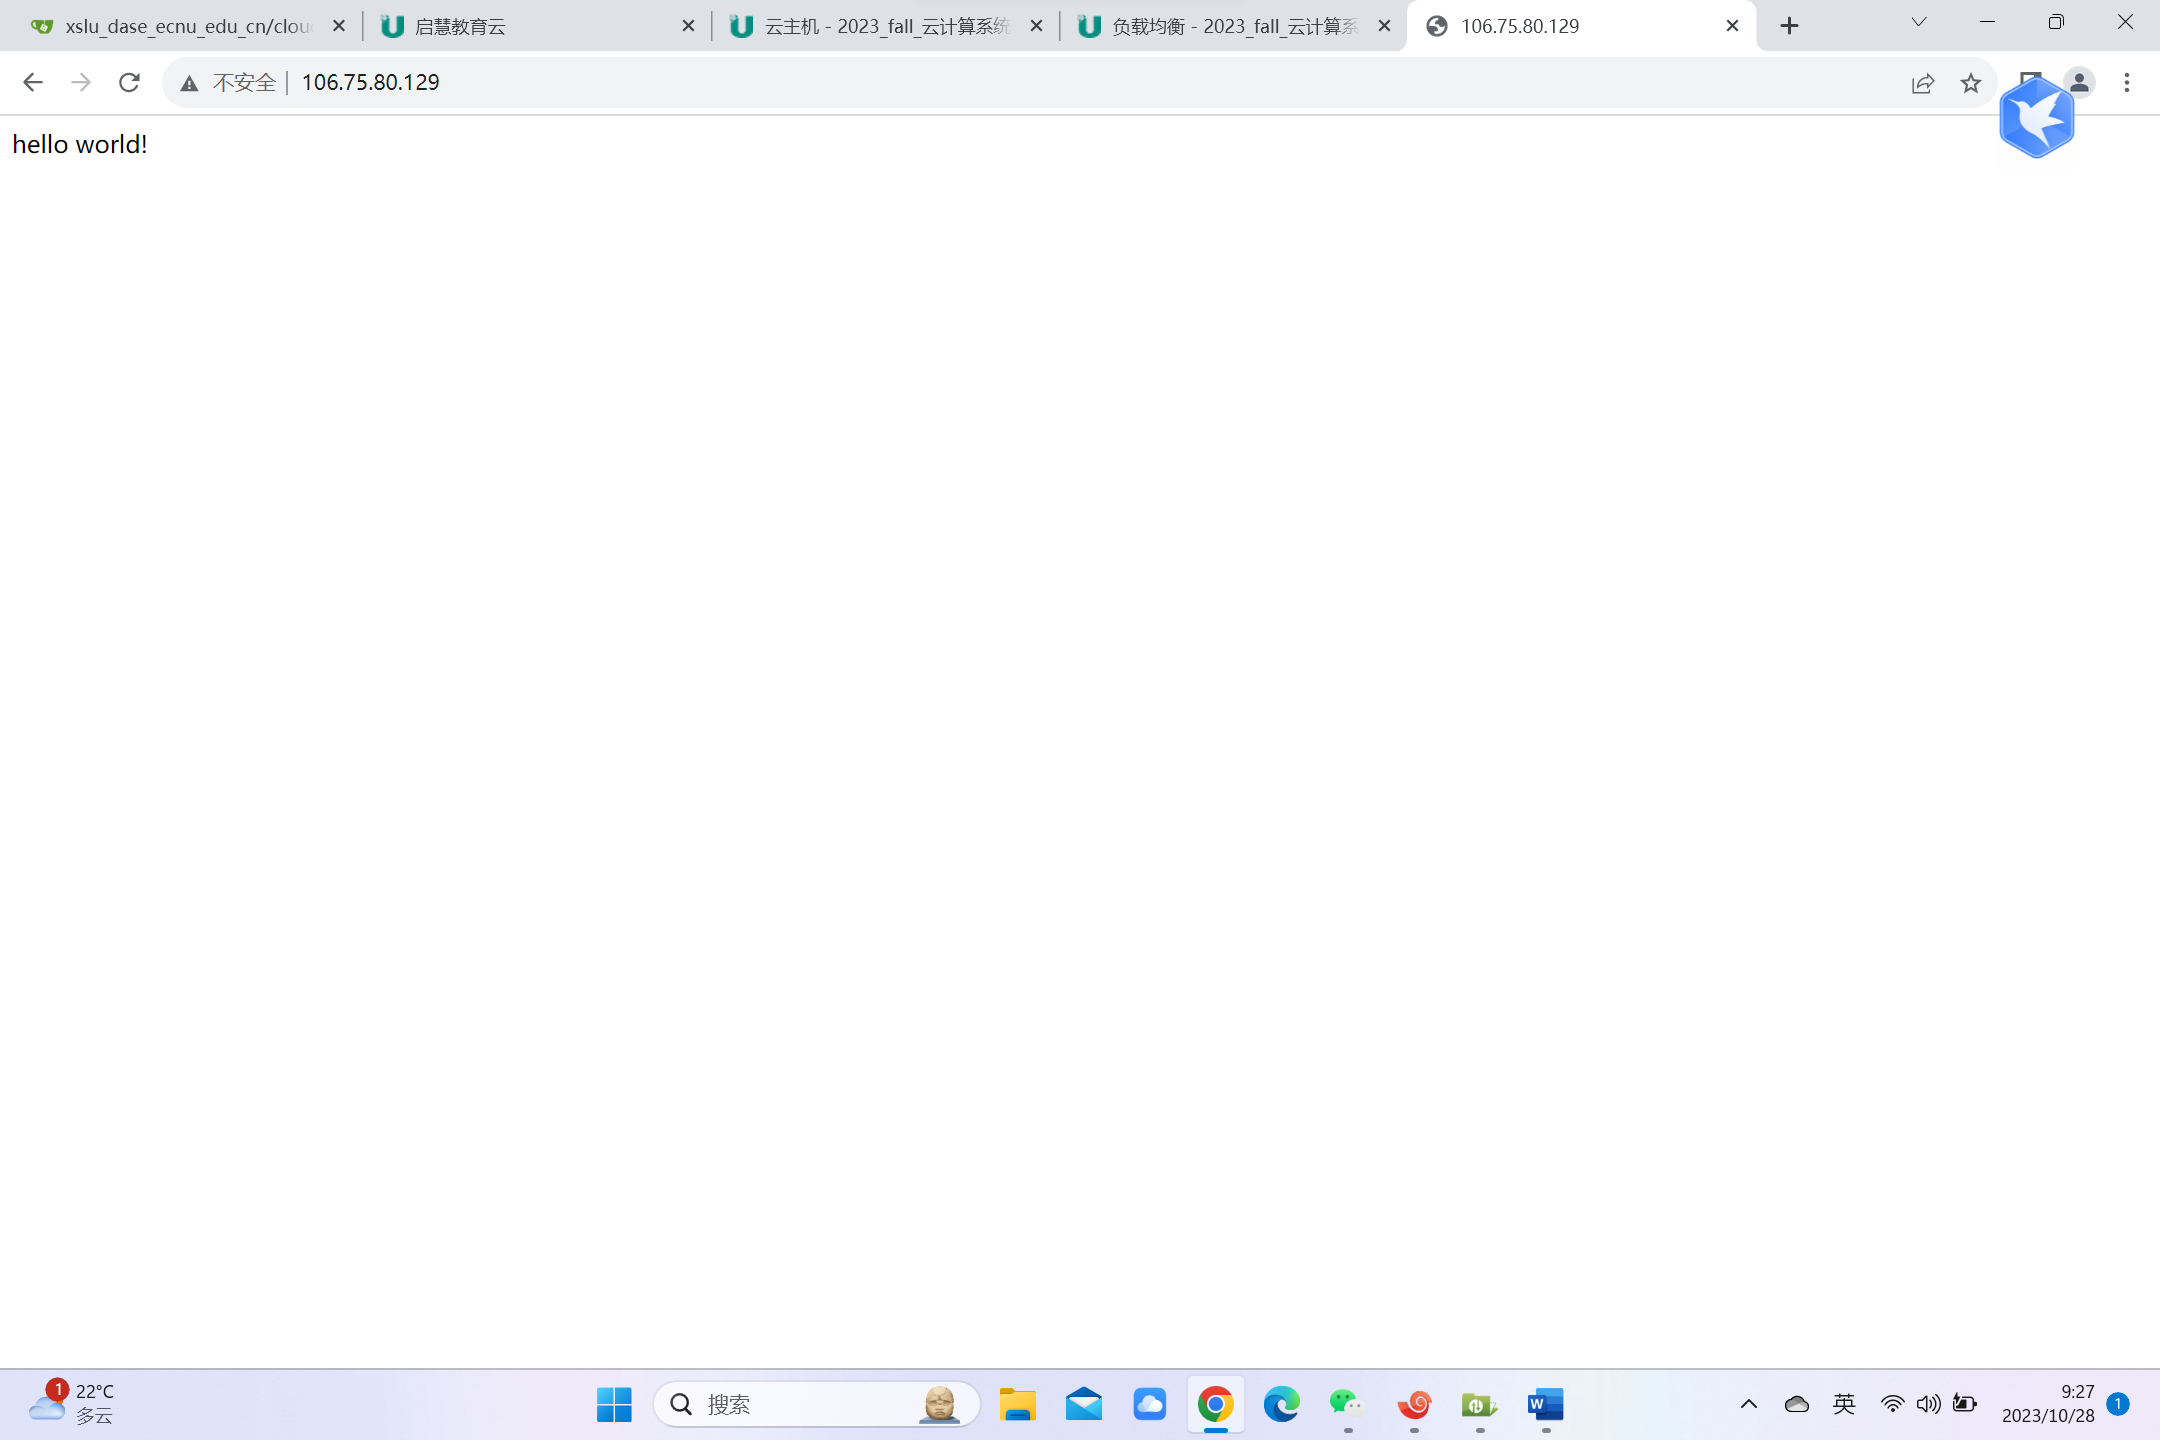 xslu_dase_ecnu_edu_cn/clou
启慧教育云
云主机 - 2023_fall_云计算系统
负载均衡 - 2023_fall_云计算系
106.75.80.129
不安全 106.75.80.129
hello world!
1
22°C
多云
搜索
英
9:27
2023/10/28
1